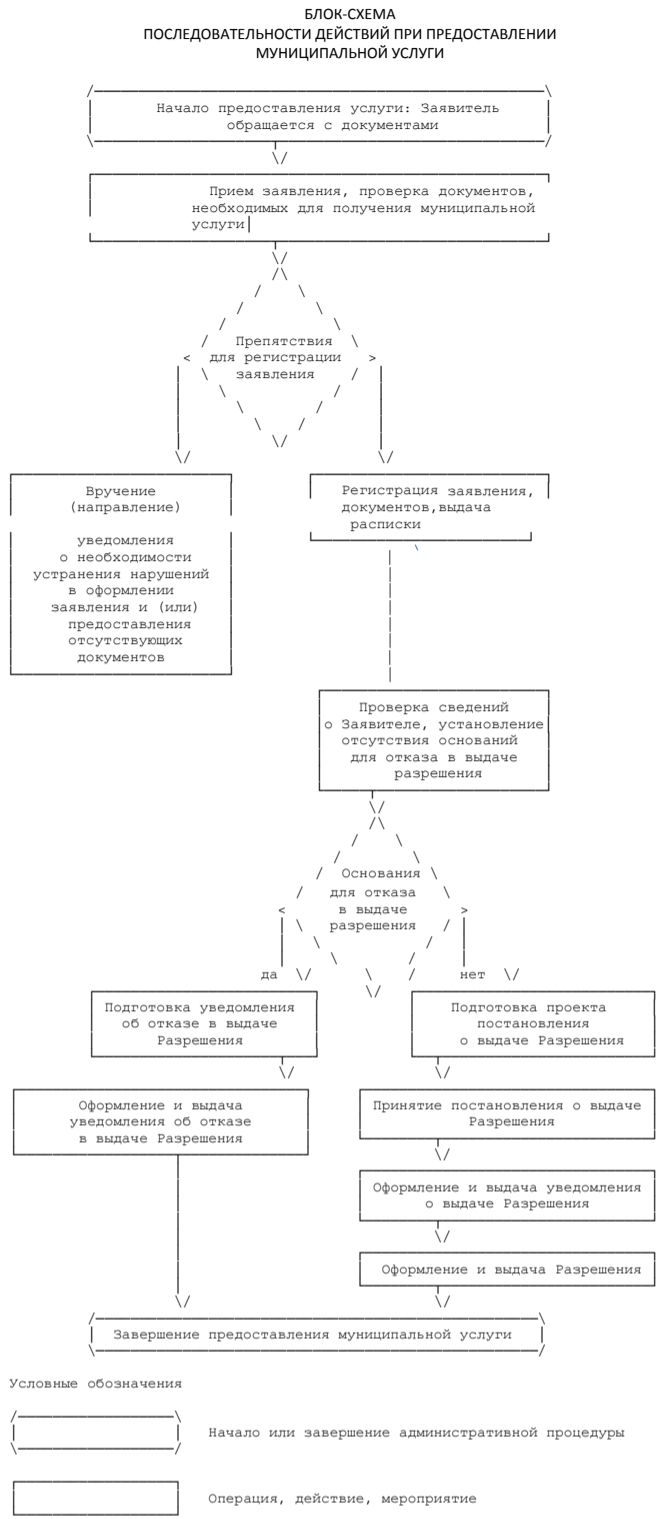 БЛОК-СХЕМА
ПОСЛЕДОВАТЕЛЬНОСТИ ДЕЙСТВИЙ ПРИ ПРЕДОСТАВЛЕНИИ
МУНИЦИПАЛЬНОЙ УСЛУГИ
Начало предоставления услуги: Заявитель
обращается с документами
Прием заявления, проверка документов,
необходимых для получения муниципальной
услуги
Препятствия
для регистрации
заявления
Вручение
(направление)
уведомления
о необходимости
устранения нарушений
в оформлении
заявления и (или)
предоставления
отсутствующих
документов
Регистрация заявления,
документов,выдача
расписки
Проверка сведений
о Заявителе, установление
отсутствия оснований
для отказа в выдаче
разрешения
Основания
для отказа
в выдаче
разрешения
да
нет
Подготовка уведомления
об отказе в выдаче
Разрешения
Подготовка проекта
постановления
о выдаче Разрешения
Оформление и выдача
уведомления об отказе
в выдаче Разрешения
Принятие постановления о выдаче
Разрешения
Оформление и выдача уведомления
о выдаче Разрешения
Оформление и выдача Разрешения
Завершение предоставления муниципальной услуги
Условные обозначения
Начало или завершение административной процедуры
Операция, действие, мероприятие